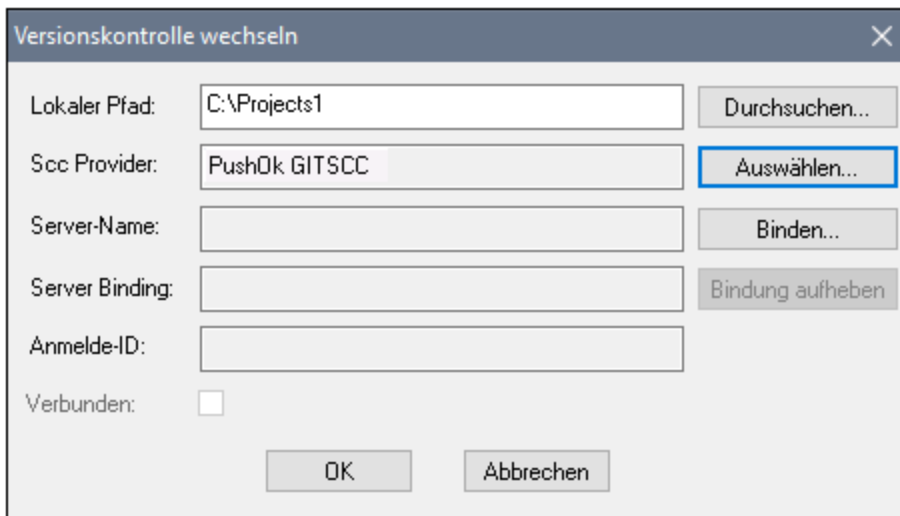 Versionskontrolle wechseln
Lokaler Pfad: C:\Projects1 Durchsuchen...
Scc Provider: PushOk GITSCC Auswählen...
Server-Name: Binden...
Server Binding: Bindung aufheben
Anmelde-ID:
Verbunden:
OK Abbrechen